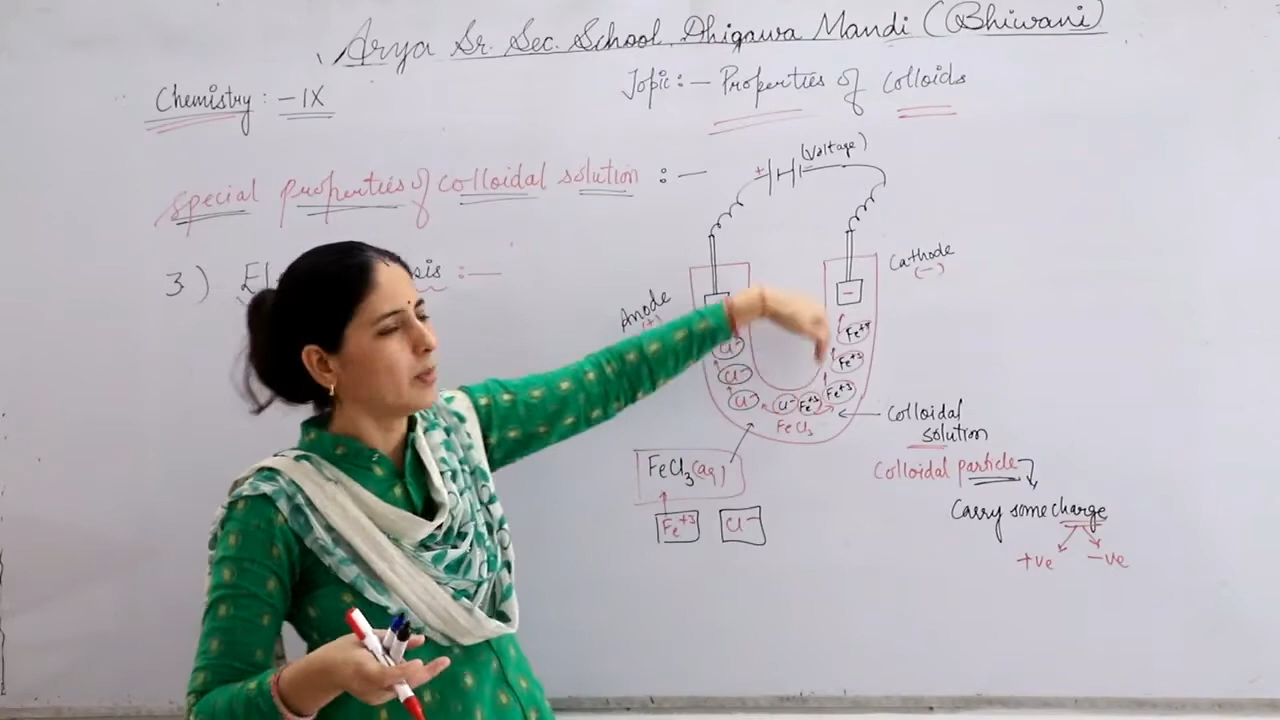 Arya Sr. Sec. School, Dhigawa Mandi (Bhiwani)
Chemistry : - IX
Topic :- Properties of Colloids
special properties of colloidal solution :-
3) El sis :-
+ (Voltage)
Cathode
(-)
Anode
(+)
-
Fe+3
Fe+3
Fe+3
Cl-
Cl-
Cl-
Cl-
Fe+3
FeCl3
Colloidal
solution
FeCl3(aq)
Fe+3
Cl-
Colloidal particle
Carry some charge
+ve
-ve